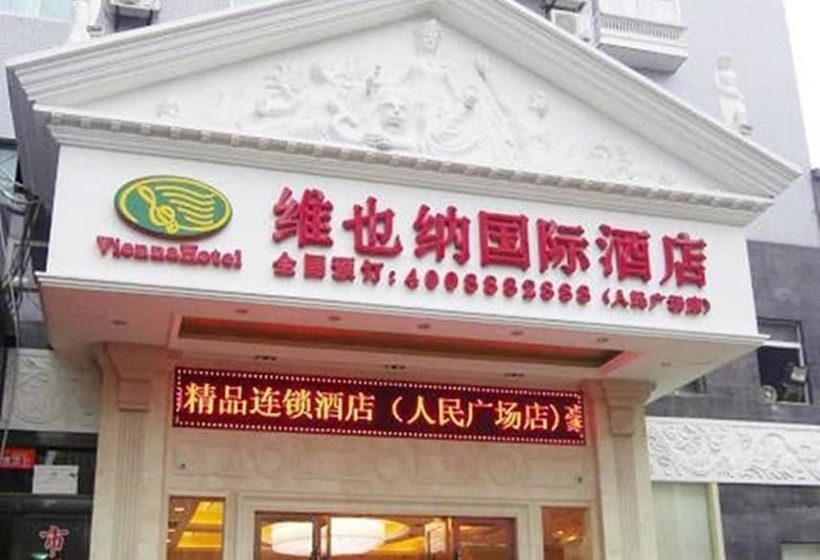 维也纳国际酒店
ViennaHotel
全国预订：4008882888（人民广场店）
精品连锁酒店（人民广场店）
市